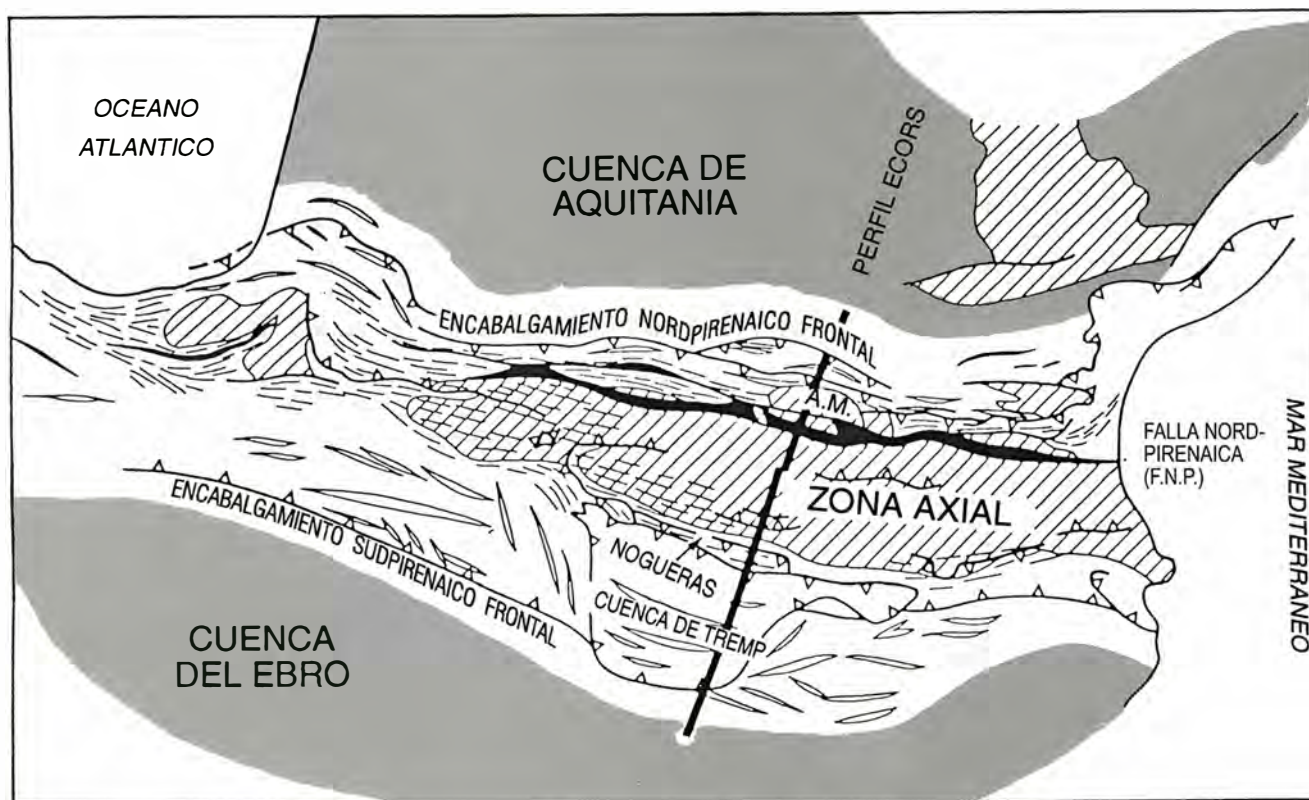 OCEANO
ATLANTICO
CUENCA DE
AQUITANIA
PERFIL ECORS
ENCABALGAMIENTO NORDPIRENAICO FRONTAL
A.M.
FALLA NORD-
PIRENAICA
(F.N.P.)
MAR MEDITERRANEO
ZONA AXIAL
ENCABALGAMIENTO SUDPIRENAICO FRONTAL
NOGUERAS
CUENCA DE TREMP
CUENCA
DEL EBRO